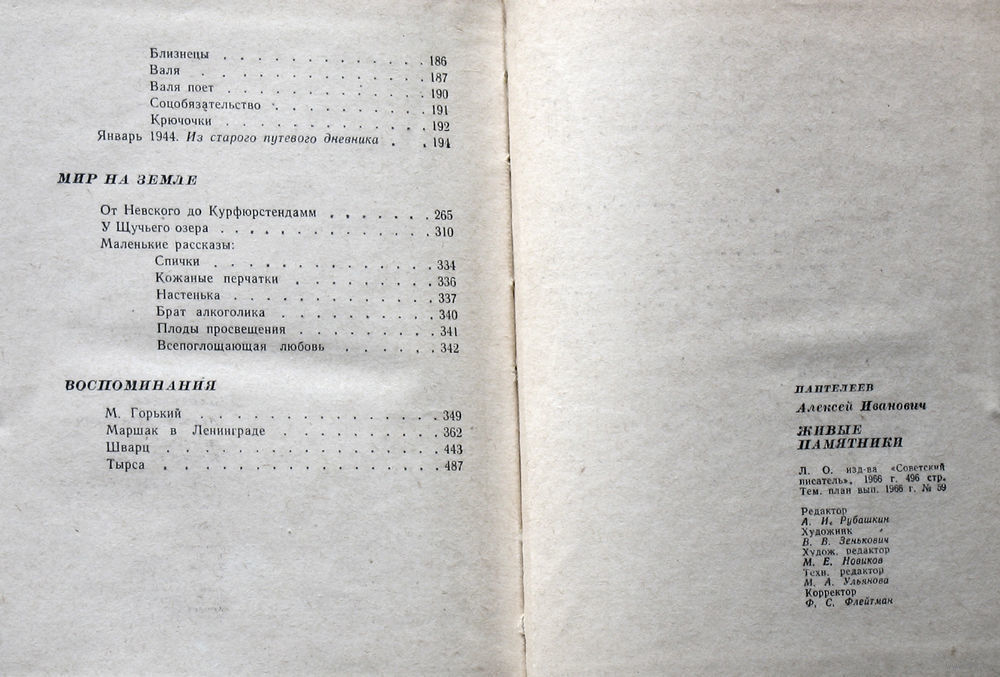 Близнецы . . . . . . . . . . . . . 186
Валя . . . . . . . . . . . . . . 187
Валя поет . . . . . . . . . . . . . 190
Соцобязательство . . . . . . . . . . 191
Крючочки . . . . . . . . . . . . . 192
Январь 1944. Из старого путевого дневника . . 194
МИР НА ЗЕМЛЕ
От Невского до Курфюрстендамм . . . . . . . 265
У Щучьего озера . . . . . . . . . . . . . 310
Маленькие рассказы:
Спички . . . . . . . . . . . . . 334
Кожаные перчатки . . . . . . . . . 336
Настенька . . . . . . . . . . . . 337
Брат алкоголика . . . . . . . . . . 340
Плоды просвещения . . . . . . . . . 341
Всепоглощающая любовь . . . . . . 342
ВОСПОМИНАНИЯ
М. Горький . . . . . . . . . . . . . . 349
Маршак в Ленинграде . . . . . . . . . . 362
Шварц . . . . . . . . . . . . . . . . 443
Тырса . . . . . . . . . . . . . . . . 487
ПАНТЕЛЕЕВ
Алексей Иванович
ЖИВЫЕ
ПАМЯТНИКИ
Л. О. изд-ва «Советский
писатель», 1966 г. 496 стр.
Тем. план вып. 1966 г. № 59
Редактор
А. И. Рубашкин
Художник
В. В. Зенькович
Худож. редактор
М. Е. Новиков
Техн. редактор
М. А. Ульянова
Корректор
Ф. С. Флейтман